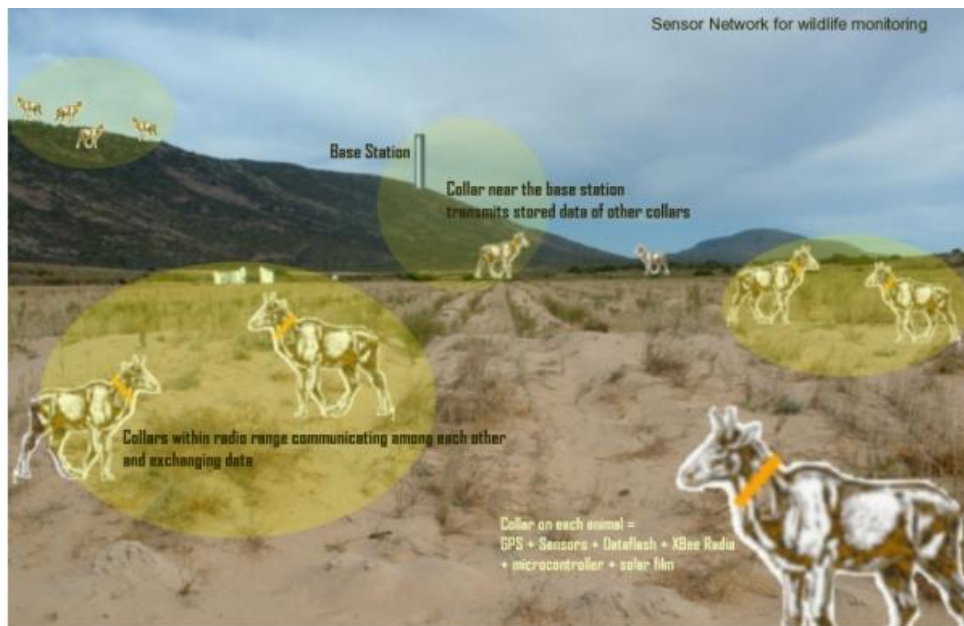 Sensor Network for wildlife monitoring
Base Station
Collar near the base station
transmits stored data of other collars
Collars within radio range communicating among each other
and exchanging data
Collar on each animal =
GPS + Sensors + Dataflash + XBee Radio
+ microcontroller + solar film